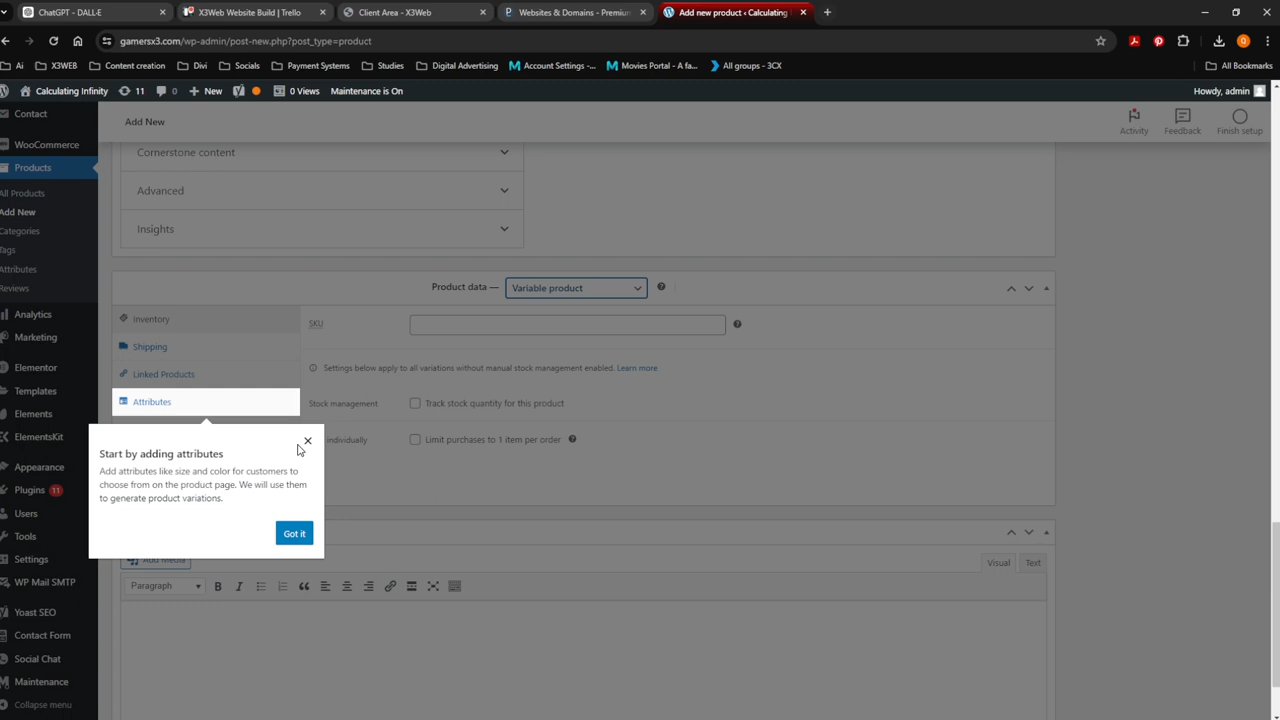 ChatGPT - DALL-E
X3Web Website Build | Trello
Client Area - X3Web
Websites & Domains - Premiu
Add new product ‹ Calculating
gamersx3.com/wp-admin/post-new.php?post_type=product
Ai
X3WEB
Content creation
Divi
Socials
Payment Systems
Studies
Digital Advertising
Account Settings -...
Movies Portal - A fa...
All groups - 3CX
All Bookmarks
Calculating Infinity
11
0
New
0 Views
Maintenance is On
Howdy, admin
Contact
WooCommerce
Products
All Products
Add New
Categories
Tags
Attributes
Reviews
Analytics
Marketing
Elementor
Templates
Elements
ElementsKit
Appearance
Plugins 11
Users
Tools
Settings
WP Mail SMTP
Yoast SEO
Contact Form
Social Chat
Maintenance
Collapse menu
Add New
Activity
Feedback
Finish setup
Cornerstone content
Advanced
Insights
Product data — Variable product
Inventory
Shipping
Linked Products
Attributes
SKU
Settings below apply to all variations without manual stock management enabled. Learn more
Stock management
Track stock quantity for this product
individually
Limit purchases to 1 item per order
Start by adding attributes
Add attributes like size and color for customers to
choose from on the product page. We will use them
to generate product variations.
Got it
Add Media
Visual
Text
Paragraph
B
I